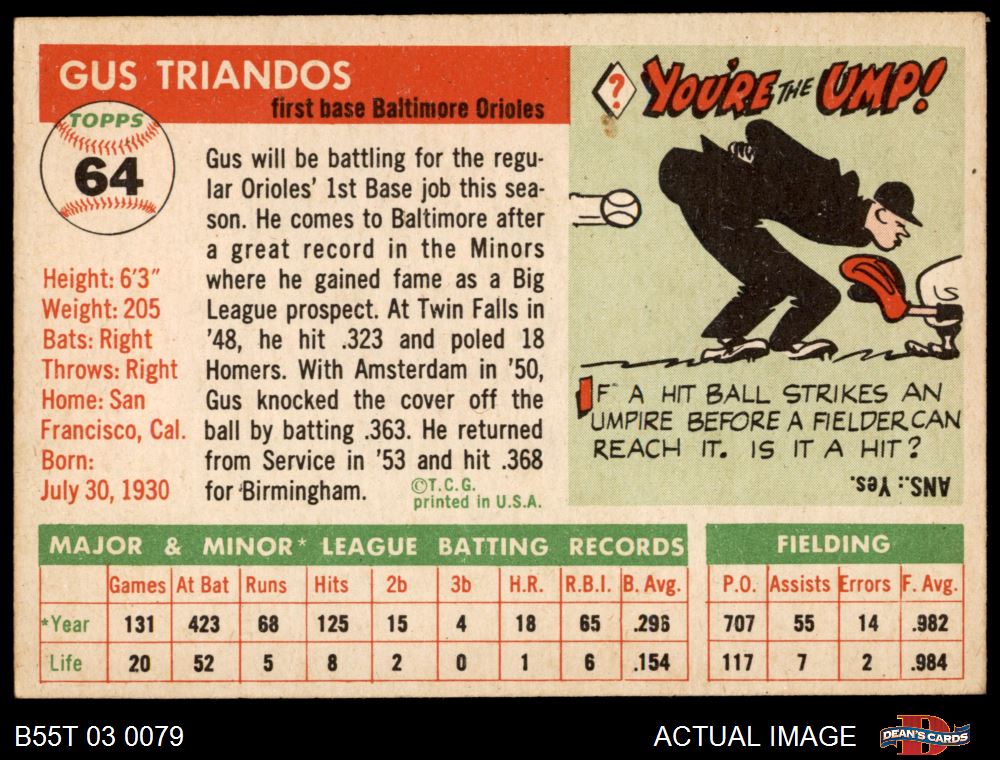 GUS TRIANDOS
first base Baltimore Orioles
TOPPS
64
Height: 6'3"
Weight: 205
Bats: Right
Throws: Right
Home: San
Francisco, Cal.
Born:
July 30, 1930
Gus will be battling for the regu-
lar Orioles' 1st Base job this sea-
son. He comes to Baltimore after
a great record in the Minors
where he gained fame as a Big
League prospect. At Twin Falls in
'48, he hit .323 and poled 18
Homers. With Amsterdam in '50,
Gus knocked the cover off the
ball by batting .363. He returned
from Service in '53 and hit .368
for Birmingham.
©T.C.G.
printed in U.S.A.
? YOU'RE THE UMP!
IF A HIT BALL STRIKES AN
UMPIRE BEFORE A FIELDER CAN
REACH IT. IS IT A HIT?
ANS.: Yes.
MAJOR & MINOR* LEAGUE BATTING RECORDS
Games At Bat Runs Hits 2b 3b H.R. R.B.I. B. Avg.
*Year 131 423 68 125 15 4 18 65 .296
Life 20 52 5 8 2 0 1 6 .154
FIELDING
P.O. Assists Errors F. Avg.
707 55 14 .982
117 7 2 .984
B55T 03 0079
ACTUAL IMAGE
D
DEAN'S CARDS